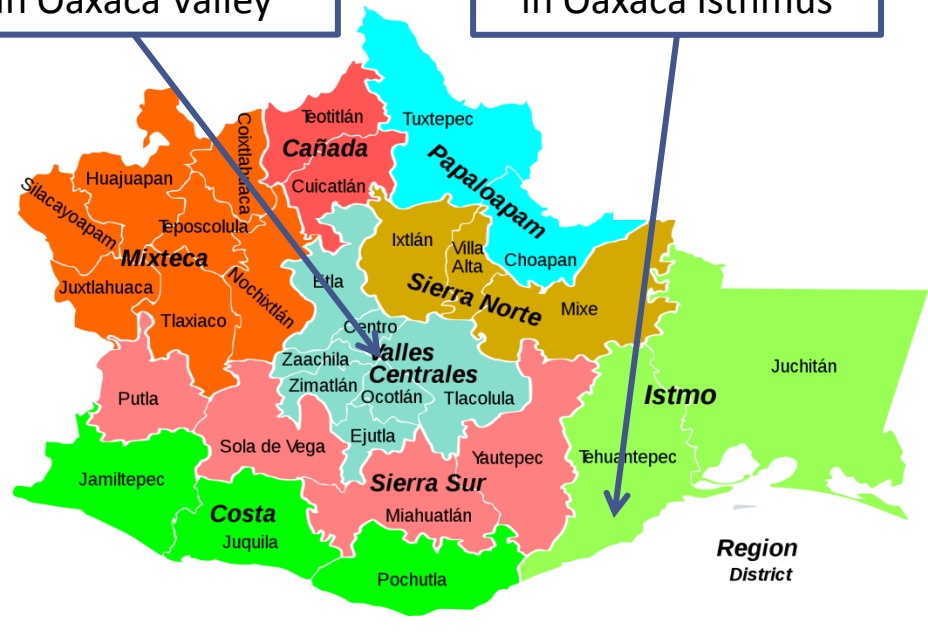 in Oaxaca Valley
in Oaxaca Isthmus
Teotitlán
Cañada
Cuicatlán
Tuxtepec
Papaloapam
Choapan
Coixtlahuaca
Huajuapan
Silacayoapam
Teposcolula
Mixteca
Juxtlahuaca
Nochixtlán
Tlaxiaco
Ixtlán
Villa
Alta
Sierra Norte
Mixe
Etla
Centro
Valles
Centrales
Zaachila
Zimatlán
Ocotlán
Tlacolula
Ejutla
Istmo
Juchitán
Tehuantepec
Putla
Sola de Vega
Yautepec
Sierra Sur
Miahuatlán
Jamiltepec
Costa
Juquila
Pochutla
Region
District